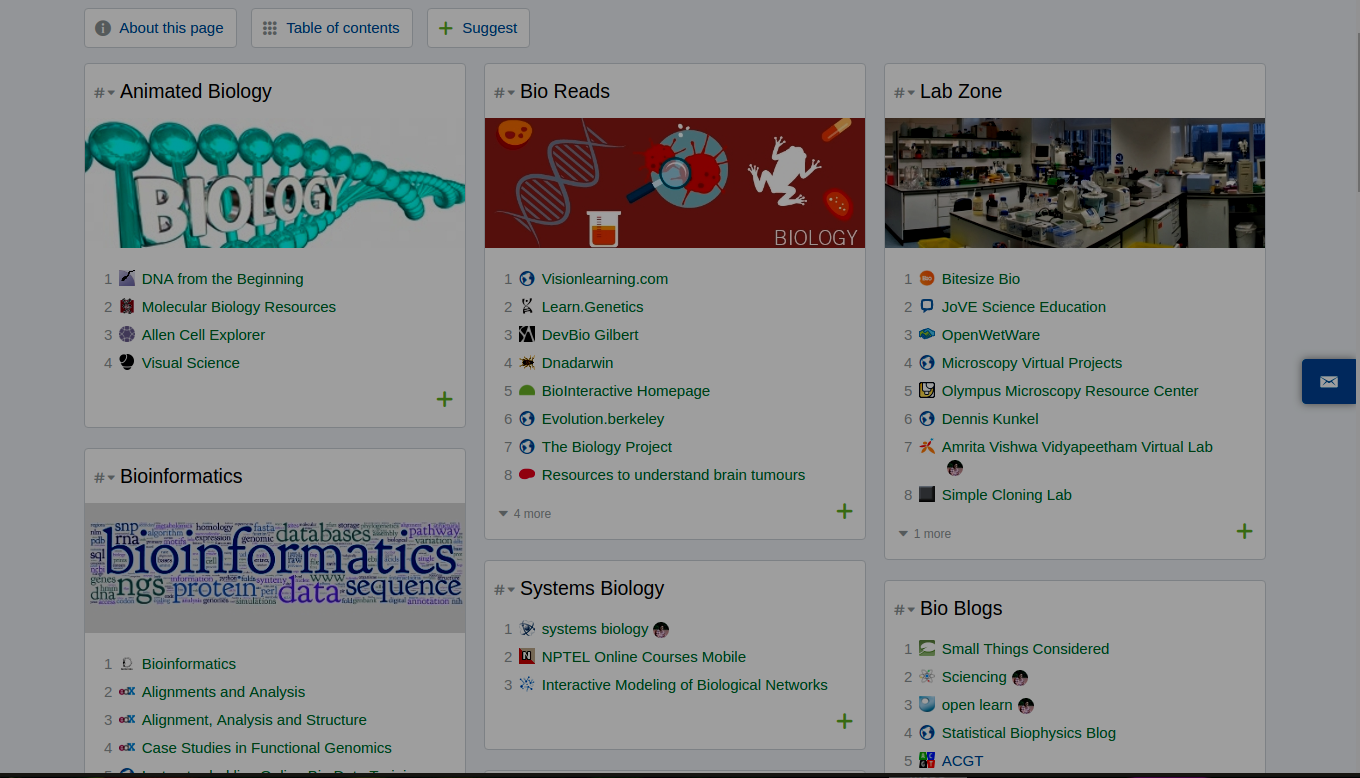 About this page
Table of contents
Suggest
# Animated Biology
BIOLOGY
1 DNA from the Beginning
2 Molecular Biology Resources
3 Allen Cell Explorer
4 Visual Science
# Bioinformatics
snp
homology
fasta
databases
pathway
rna
algorithm
expression
genomic
variation
pdb
sql
bioinformatics
genes
information
www
dna
ngs
protein
perl
data
sequence
annotation
1 Bioinformatics
2 Alignments and Analysis
3 Alignment, Analysis and Structure
4 Case Studies in Functional Genomics
# Bio Reads
BIOLOGY
1 Visionlearning.com
2 Learn.Genetics
3 DevBio Gilbert
4 Dnadarwin
5 BioInteractive Homepage
6 Evolution.berkeley
7 The Biology Project
8 Resources to understand brain tumours
4 more
# Systems Biology
1 systems biology
2 NPTEL Online Courses Mobile
3 Interactive Modeling of Biological Networks
# Lab Zone
1 Bitesize Bio
2 JoVE Science Education
3 OpenWetWare
4 Microscopy Virtual Projects
5 Olympus Microscopy Resource Center
6 Dennis Kunkel
7 Amrita Vishwa Vidyapeetham Virtual Lab
8 Simple Cloning Lab
1 more
# Bio Blogs
1 Small Things Considered
2 Sciencing
3 open learn
4 Statistical Biophysics Blog
5 ACGT